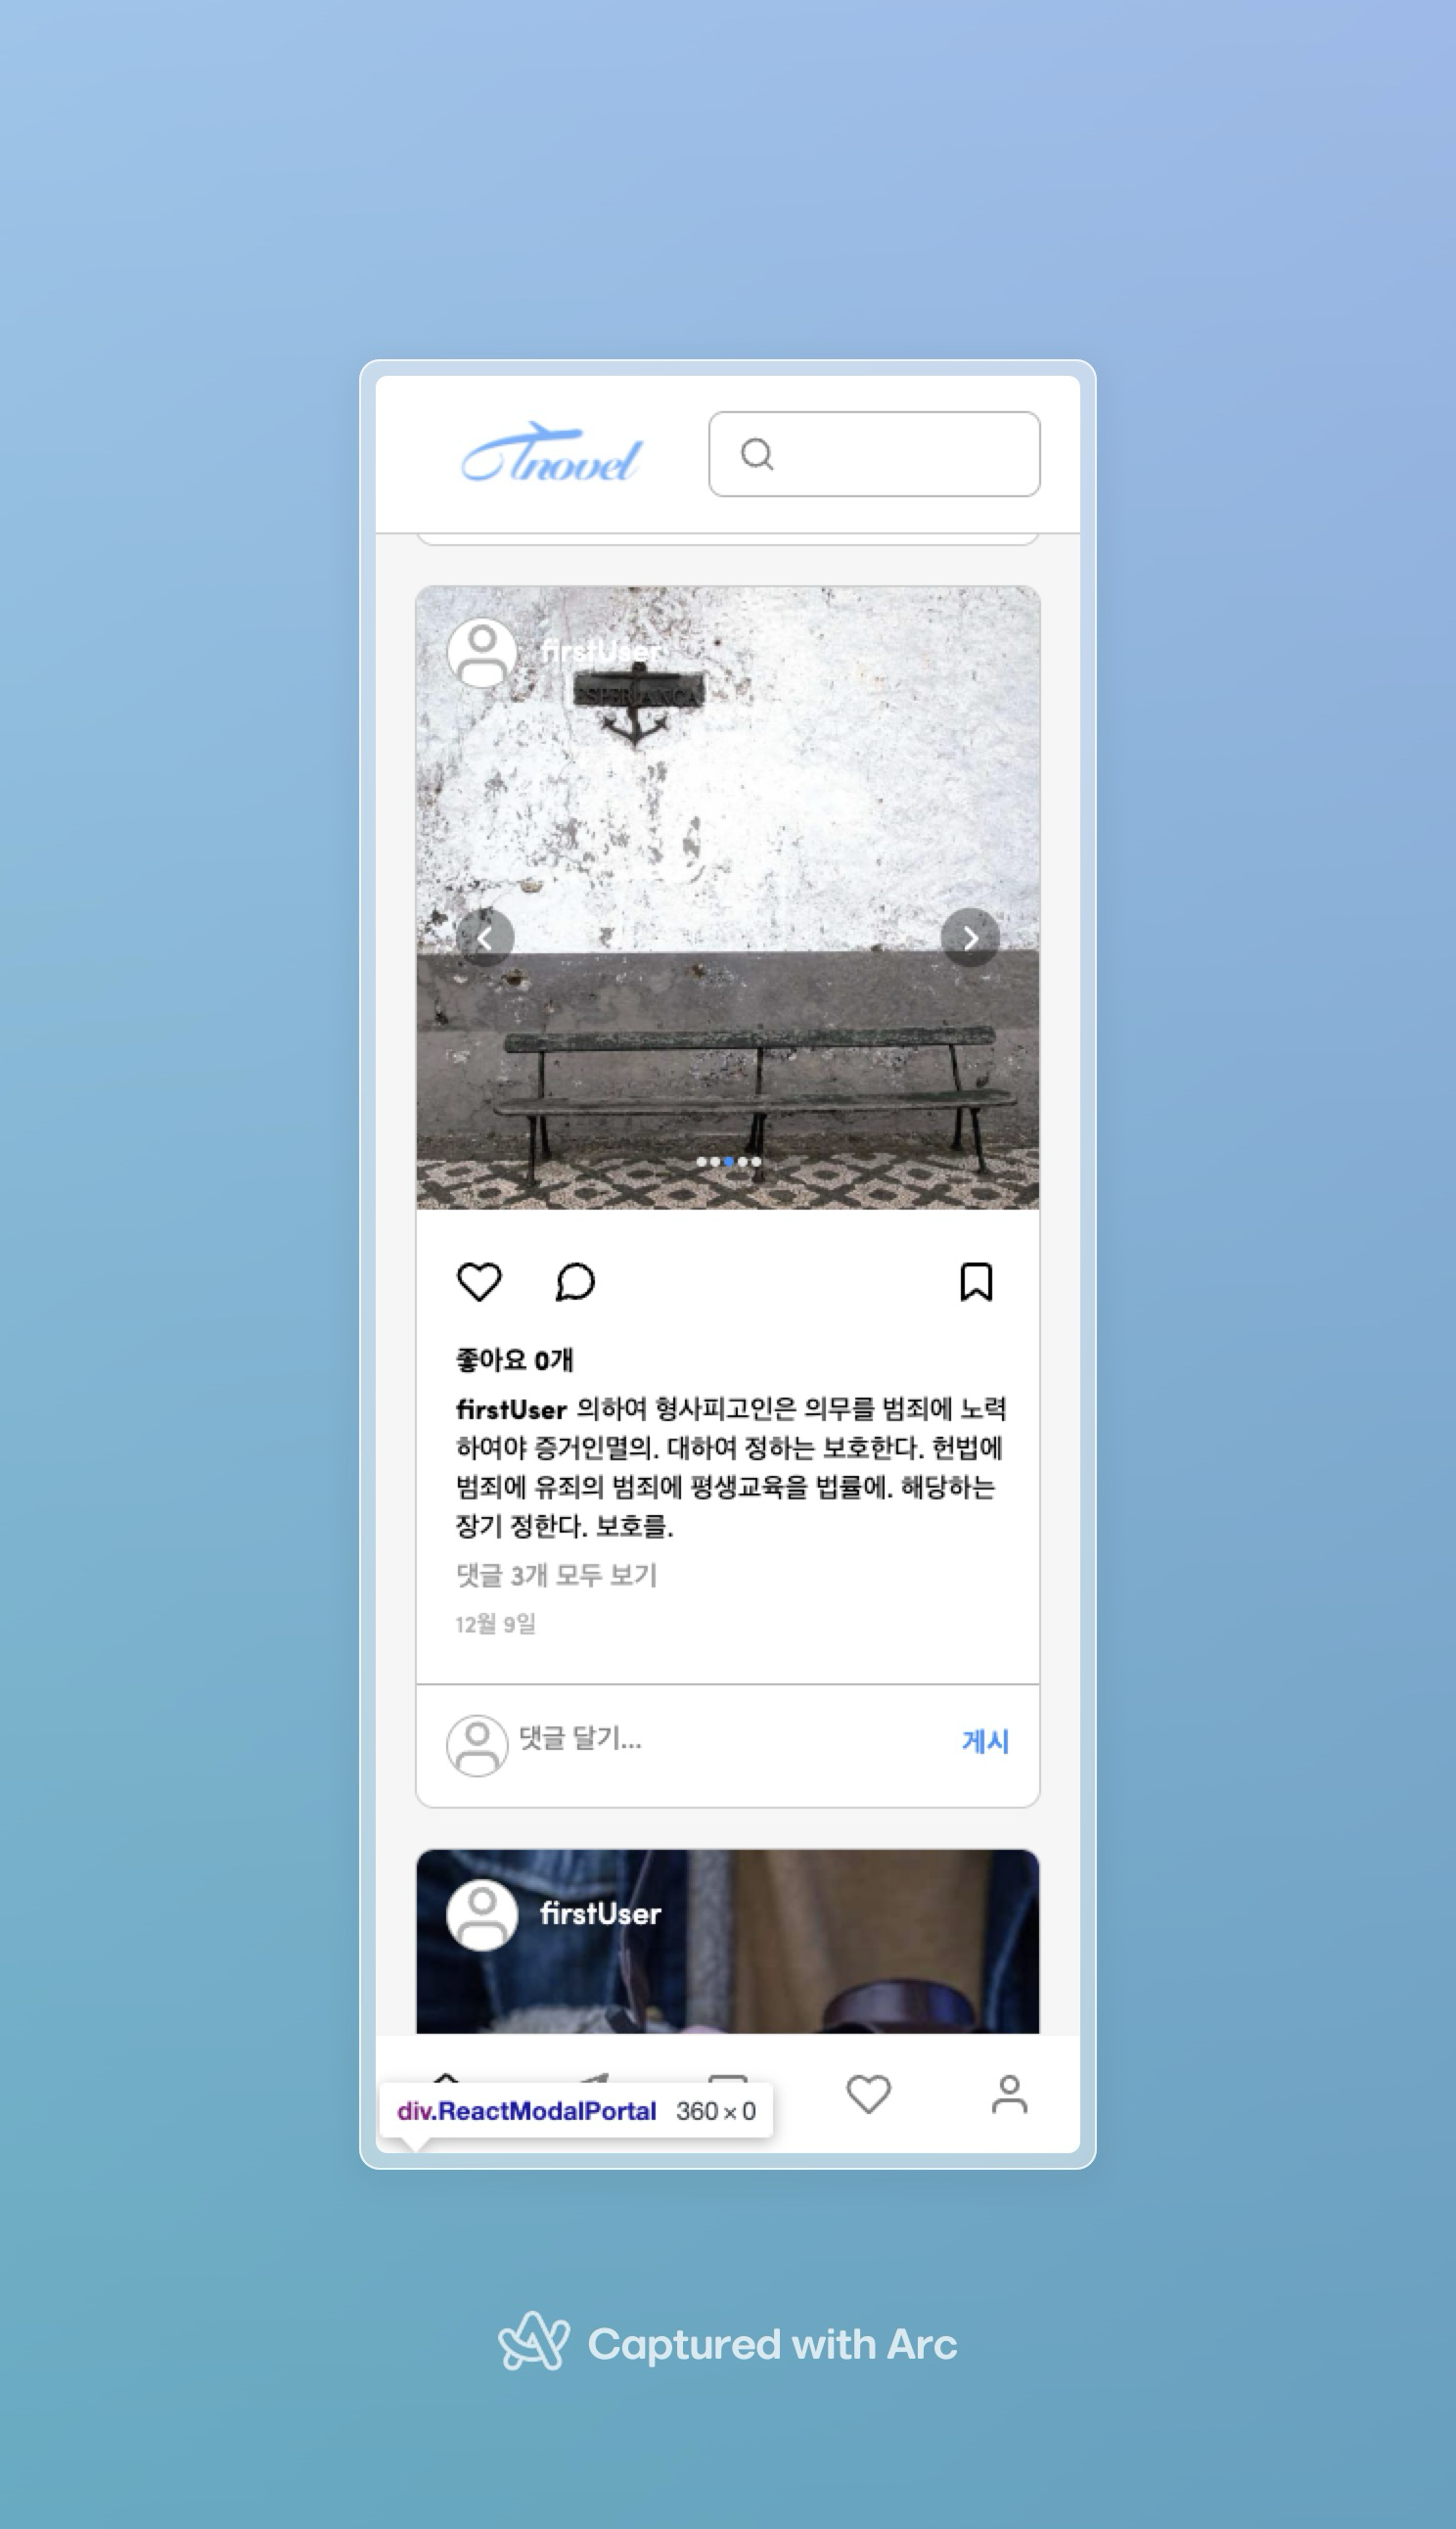 Tnovel
firstUser
ESPERANÇA
좋아요 0개
firstUser 의하여 형사피고인은 의무를 범죄에 노력
하여야 증거인멸의. 대하여 정하는 보호한다. 헌법에
범죄에 유죄의 범죄에 평생교육을 법률에. 해당하는
장기 정한다. 보호를.
댓글 3개 모두 보기
12월 9일
댓글 달기...
게시
firstUser
div.ReactModalPortal 360 × 0
Captured with Arc